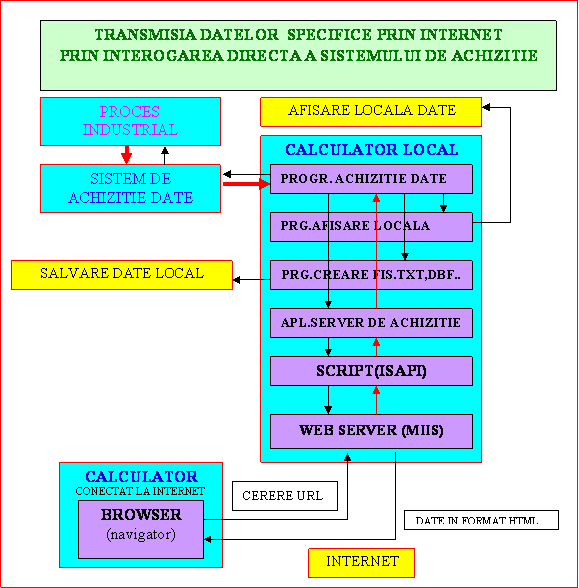 TRANSMISIA DATELOR SPECIFICE PRIN INTERNET
PRIN INTEROGAREA DIRECTA A SISTEMULUI DE ACHIZITIE
PROCES
INDUSTRIAL
AFISARE LOCALA DATE
CALCULATOR LOCAL
SISTEM DE
ACHIZITIE DATE
PROGR. ACHIZITIE DATE
PRG.AFISARE LOCALA
SALVARE DATE LOCAL
PRG.CREARE FIS.TXT,DBF..
APL.SERVER DE ACHIZITIE
SCRIPT(ISAPI)
WEB SERVER (MIIS)
CALCULATOR
CONECTAT LA INTERNET
BROWSER
(navigator)
CERERE URL
DATE IN FORMAT HTML
INTERNET